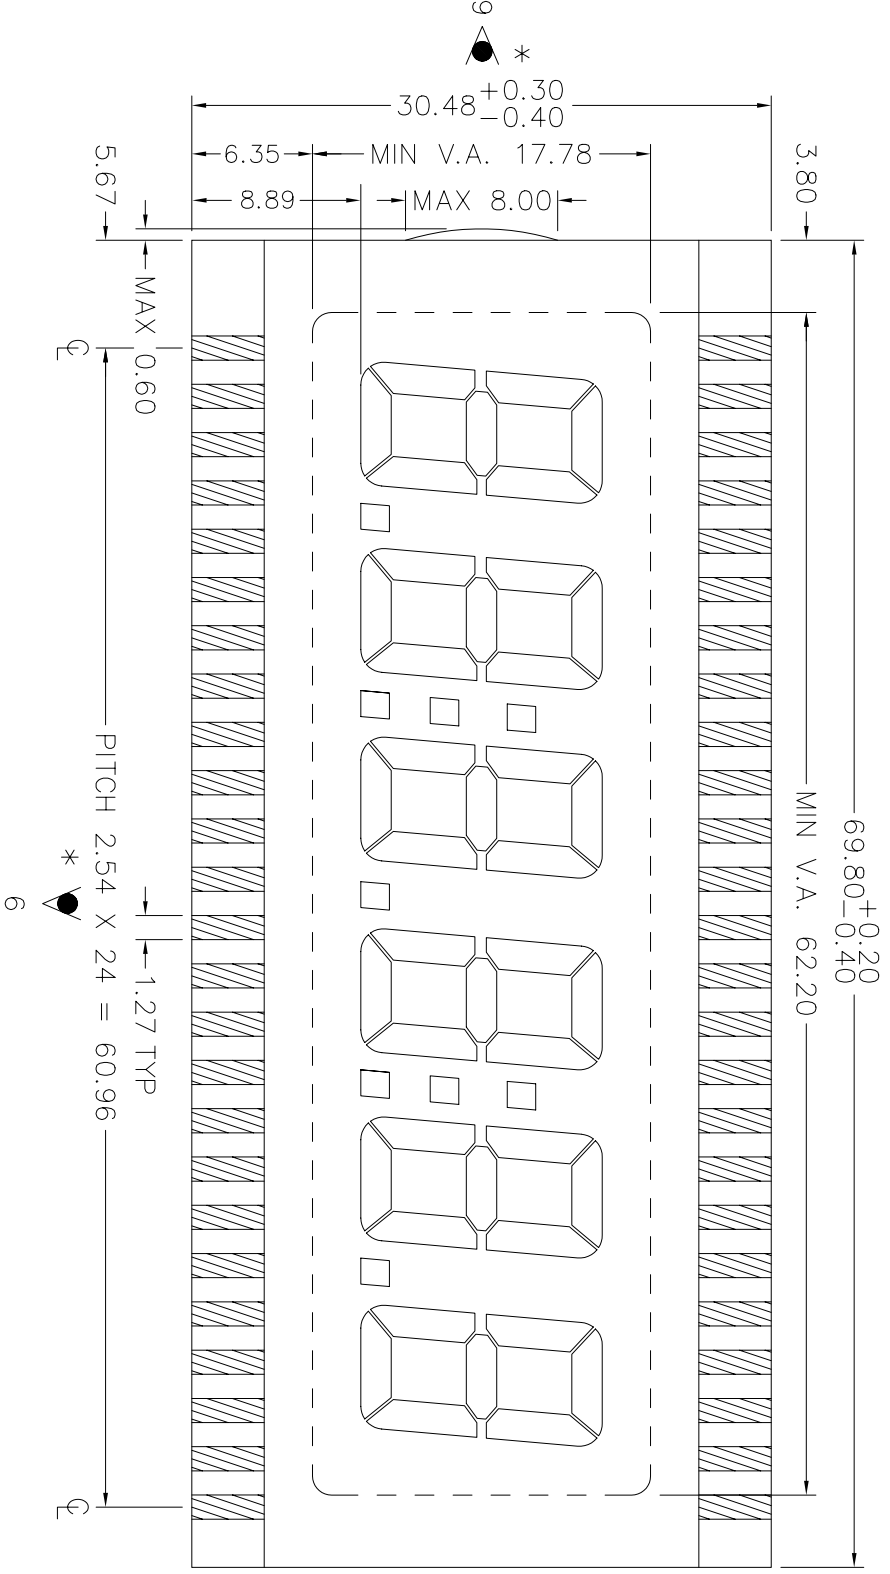 6
*
30.48 +0.30 -0.40
6.35
MIN V.A. 17.78
8.89
MAX 8.00
5.67
3.80
MAX 0.60
℄
69.80 +0.20 -0.40
MIN V.A. 62.20
PITCH 2.54 X 24 = 60.96
1.27 TYP
*
6
℄